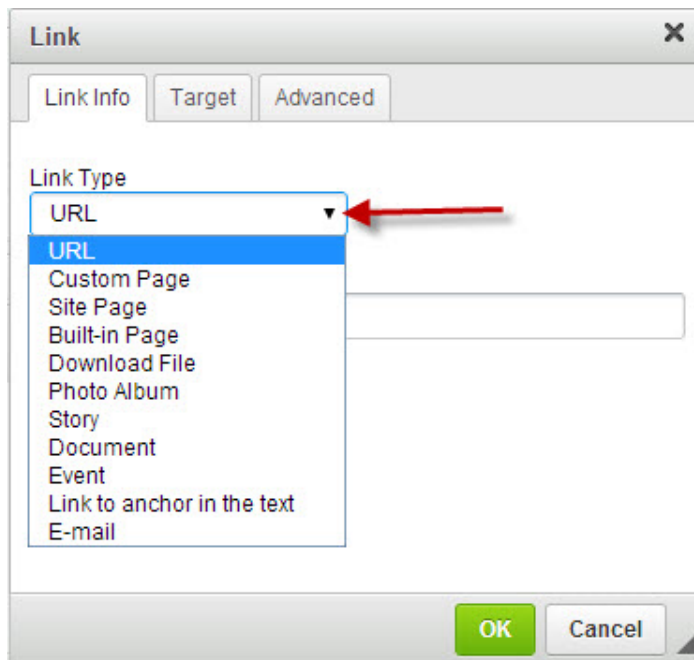 Link
Link Info Target Advanced
Link Type
URL
URL
Custom Page
Site Page
Built-in Page
Download File
Photo Album
Story
Document
Event
Link to anchor in the text
E-mail
OK Cancel